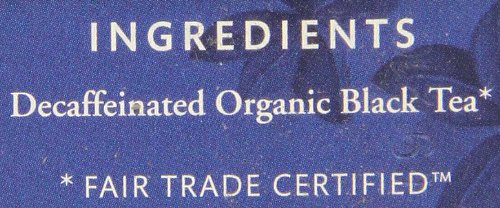 INGREDIENTS
Decaffeinated Organic Black Tea*
* FAIR TRADE CERTIFIED™